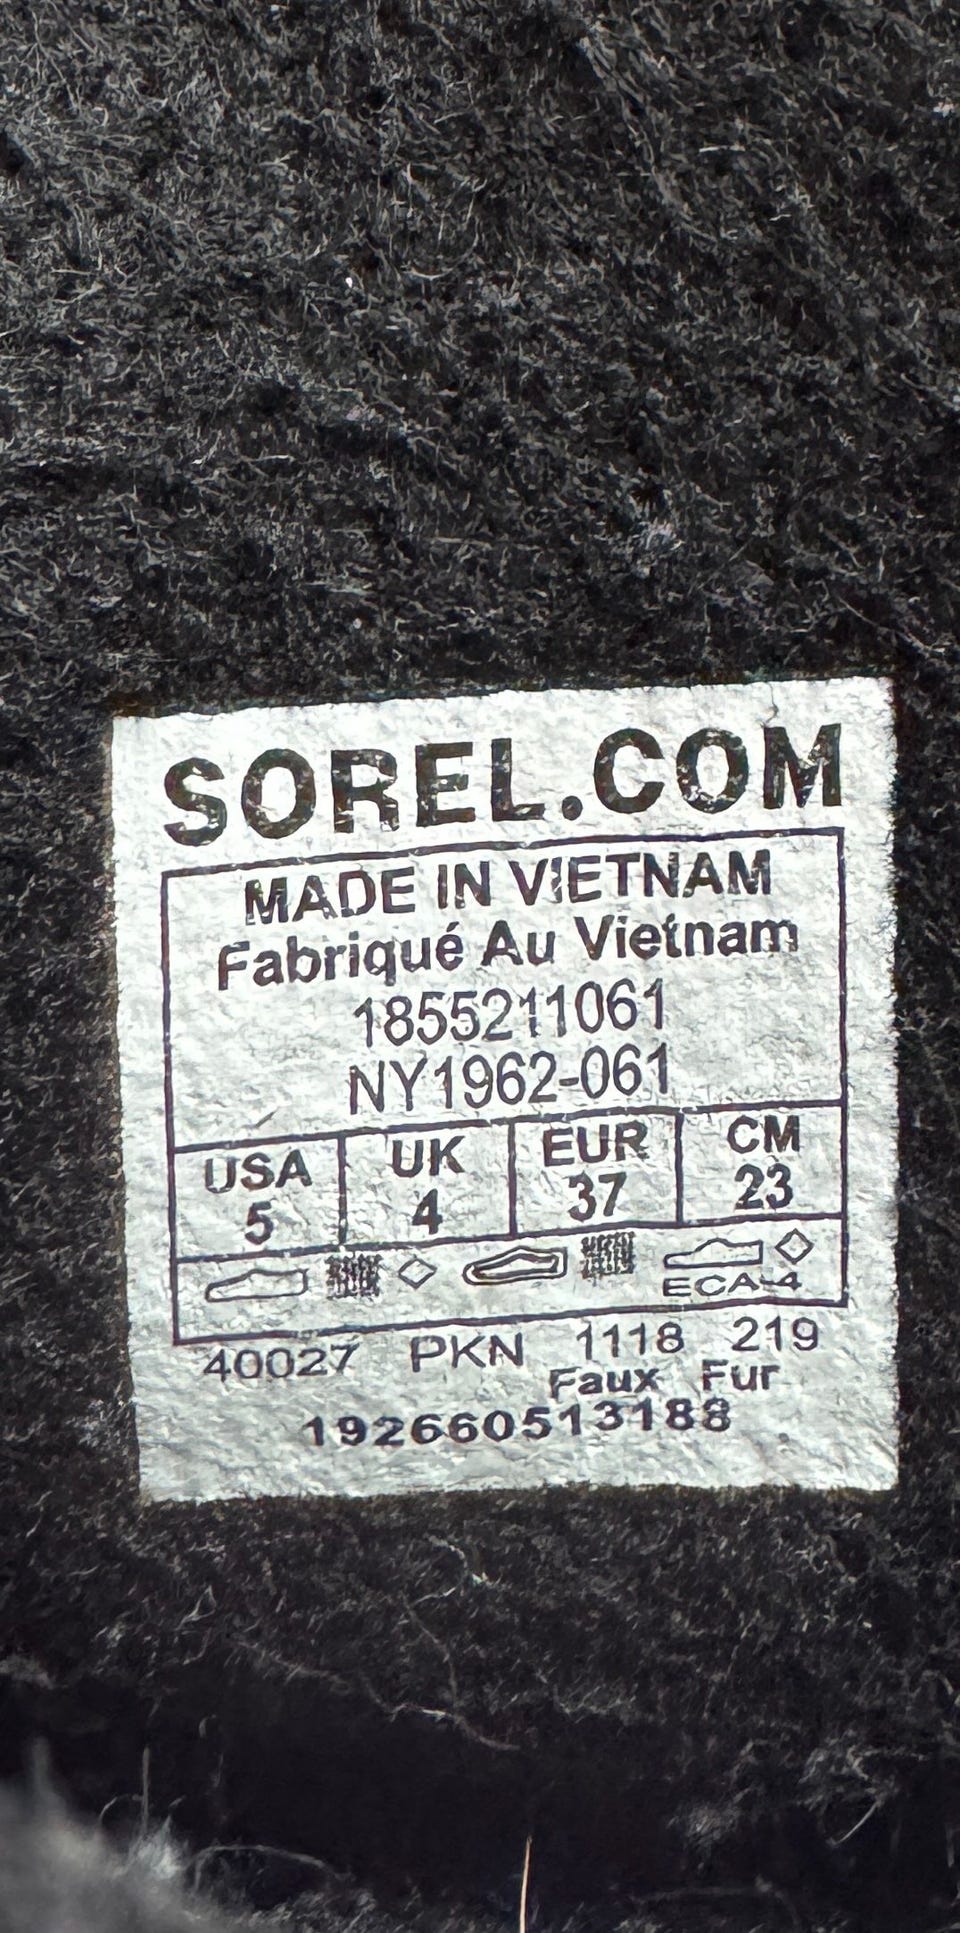 SOREL.COM
MADE IN VIETNAM
Fabriqué Au Vietnam
1855211061
NY1962-061
USA UK EUR CM
5 4 37 23
ECA-4
40027 PKN 1118 219
Faux Fur
192660513188